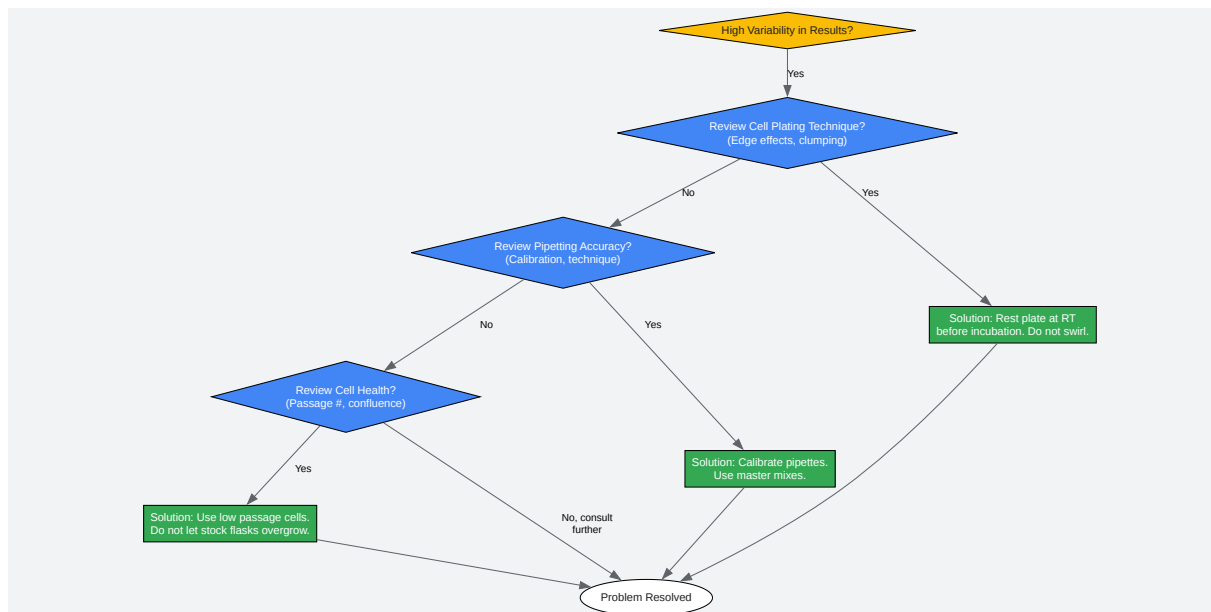 High Variability in Results?
Yes
Review Cell Plating Technique?
(Edge effects, clumping)
No
Yes
Review Pipetting Accuracy?
(Calibration, technique)
Solution: Rest plate at RT
before incubation. Do not swirl.
No
Yes
Review Cell Health?
(Passage #, confluence)
Solution: Calibrate pipettes.
Use master mixes.
Yes
Solution: Use low passage cells.
Do not let stock flasks overgrow.
No, consult
further
Problem Resolved